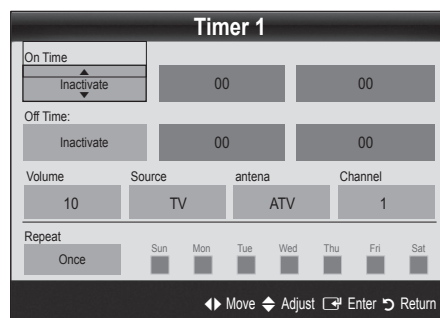 Timer 1
On Time
Inactivate 00 00
Off Time:
Inactivate 00 00
Volume Source antena Channel
10 TV ATV 1
Repeat
Once Sun Mon Tue Wed Thu Fri Sat
Move Adjust Enter Return